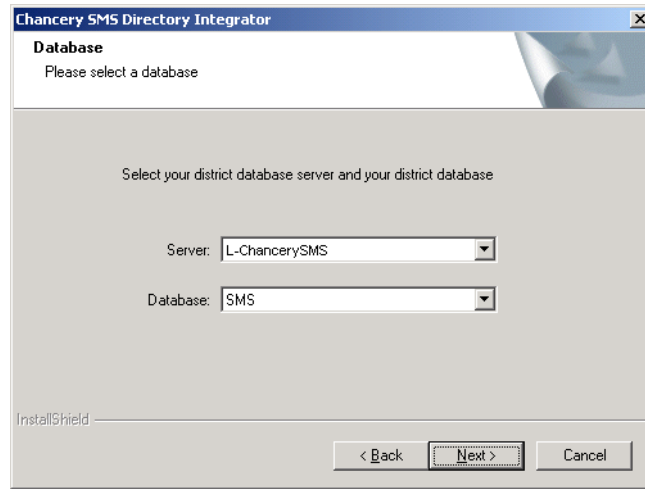 Chancery SMS Directory Integrator
Database
Please select a database
Select your district database server and your district database
Server: L-ChancerySMS
Database: SMS
InstallShield
< Back Next > Cancel